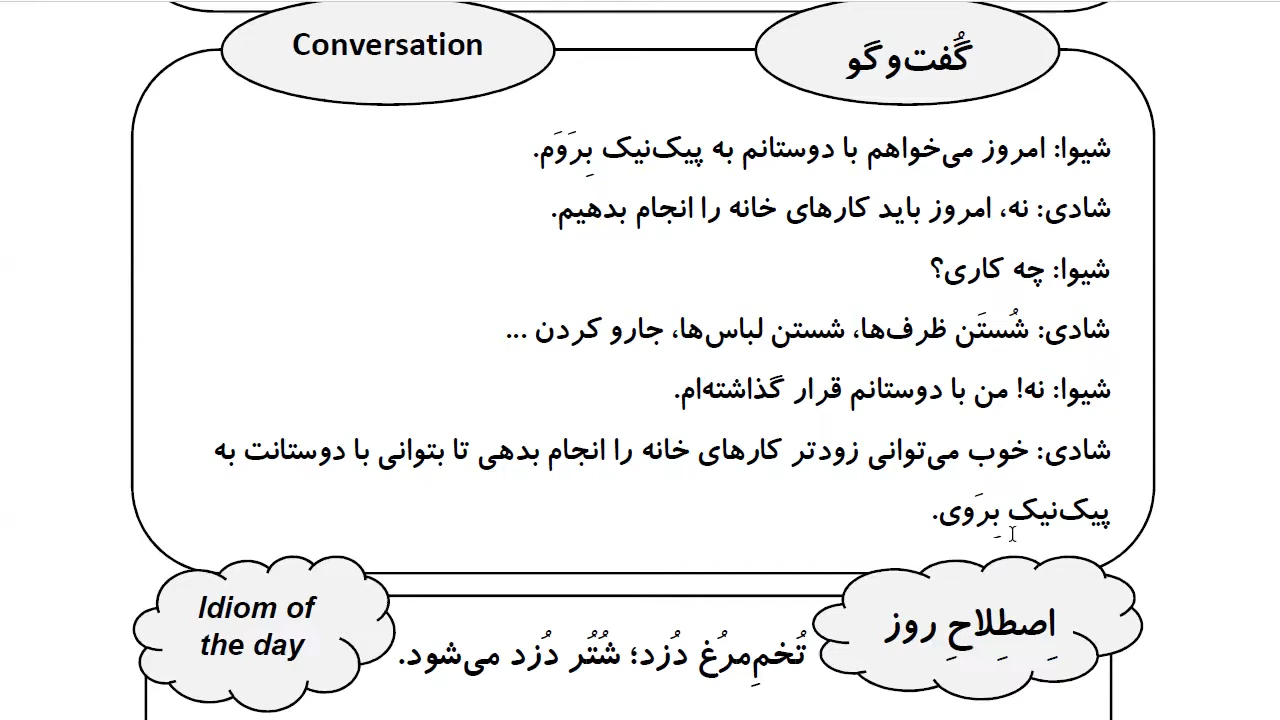 Conversation
گُفت‌وگو
شیوا: امروز می‌خواهم با دوستانم به پیک‌نیک بِرَوَم.
شادی: نه، امروز باید کارهای خانه را انجام بدهیم.
شیوا: چه کاری؟
شادی: شُستَن ظرف‌ها، شستن لباس‌ها، جارو کردن ...
شیوا: نه! من با دوستانم قرار گذاشته‌ام.
شادی: خوب می‌توانی زودتر کارهای خانه را انجام بدهی تا بتوانی با دوستانت به
پیک‌نیک بِرَوی.
Idiom of
the day
اِصطِلاحِ روز
تُخمِ‌مرُغ دُزد؛ شُتُر دُزد می‌شود.